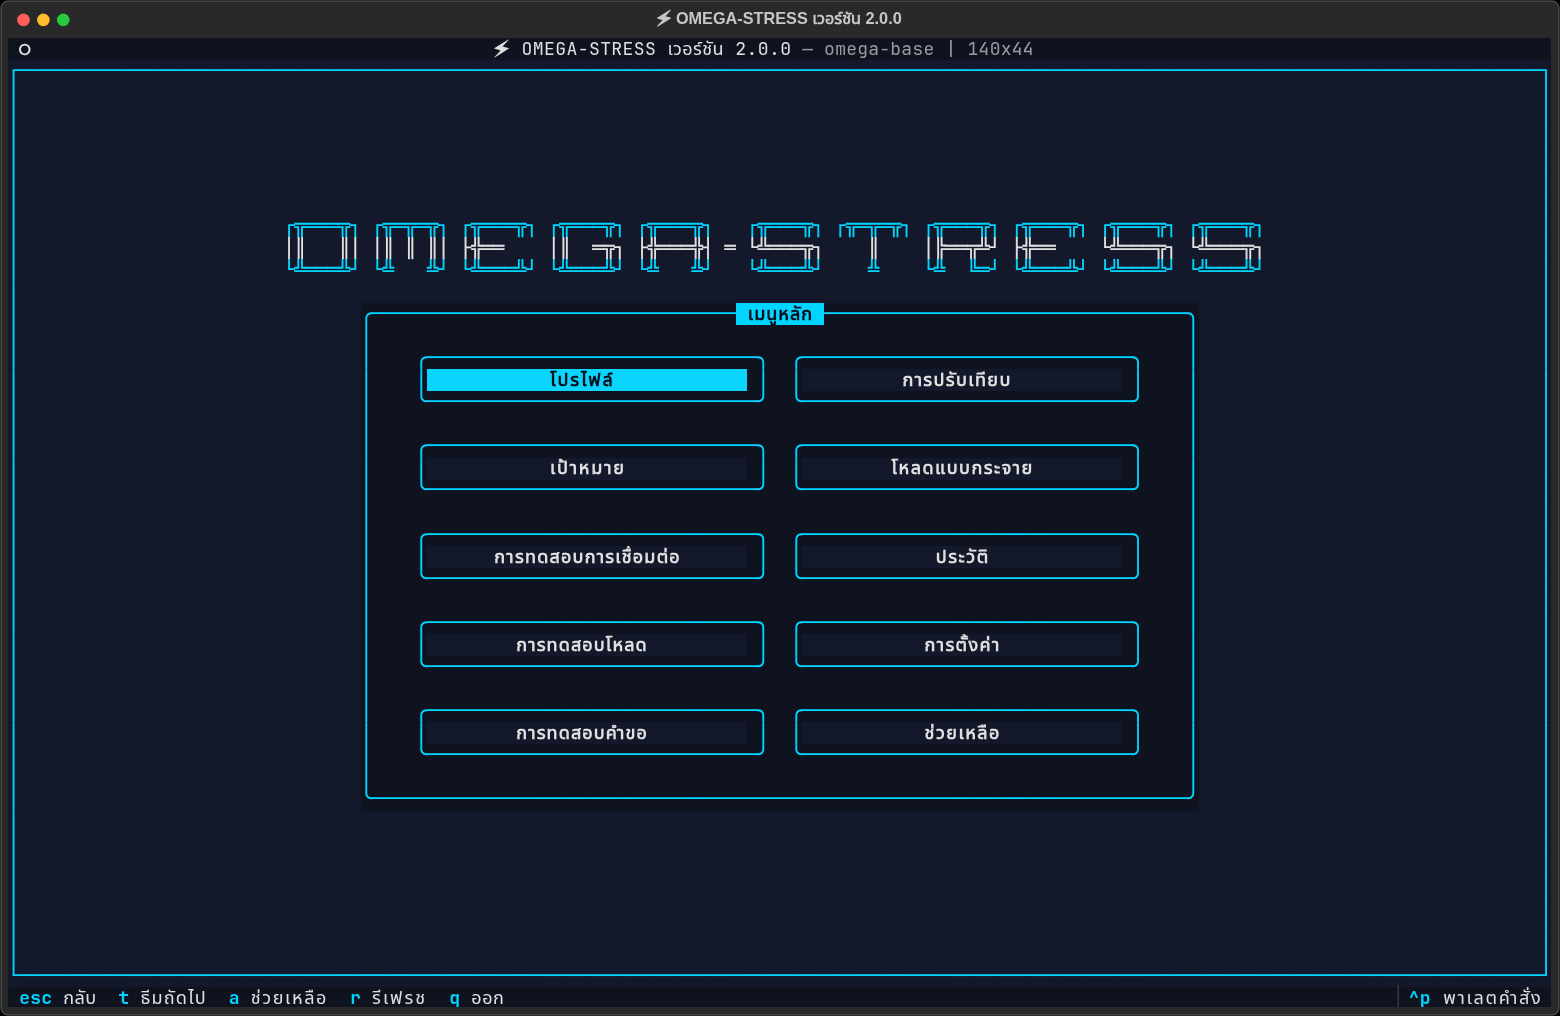 ⚡ OMEGA-STRESS เวอร์ชัน 2.0.0
⚡ OMEGA-STRESS เวอร์ชัน 2.0.0 — omega-base | 140x44
OMEGA-STRESS
เมนูหลัก
โปรไฟล์ การปรับเทียบ
เป้าหมาย โหลดแบบกระจาย
การทดสอบการเชื่อมต่อ ประวัติ
การทดสอบโหลด การตั้งค่า
การทดสอบคำขอ ช่วยเหลือ
esc กลับ t ธีมถัดไป a ช่วยเหลือ r รีเฟรช q ออก ^p พาเลตคำสั่ง